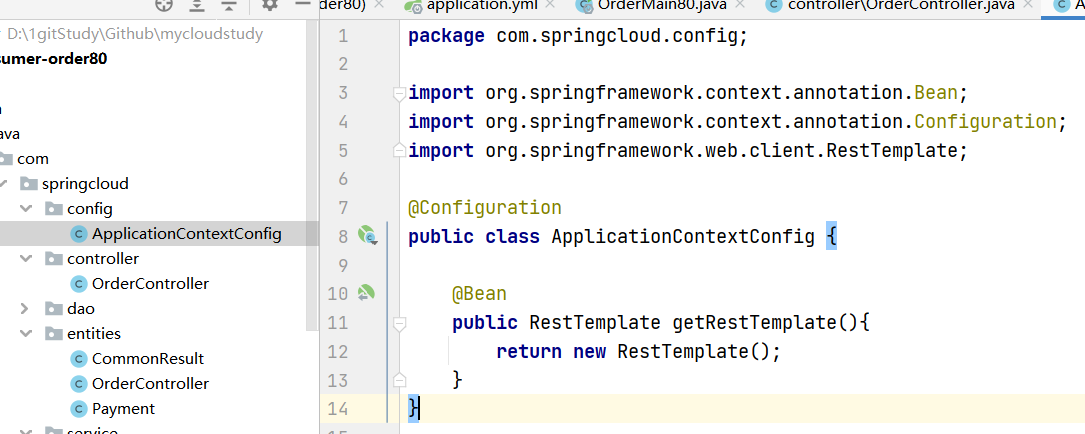 D:\1gitStudy\Github\mycloudstudy
sumer-order80
ava
com
springcloud
config
ApplicationContextConfig
controller
OrderController
dao
entities
CommonResult
OrderController
Payment
service
der80)
application.yml
OrderMain80.java
controller\OrderController.java
A
1 package com.springcloud.config;
2
3 import org.springframework.context.annotation.Bean;
4 import org.springframework.context.annotation.Configuration;
5 import org.springframework.web.client.RestTemplate;
6
7 @Configuration
8 public class ApplicationContextConfig {
9
10 @Bean
11 public RestTemplate getRestTemplate(){
12 return new RestTemplate();
13 }
14 }